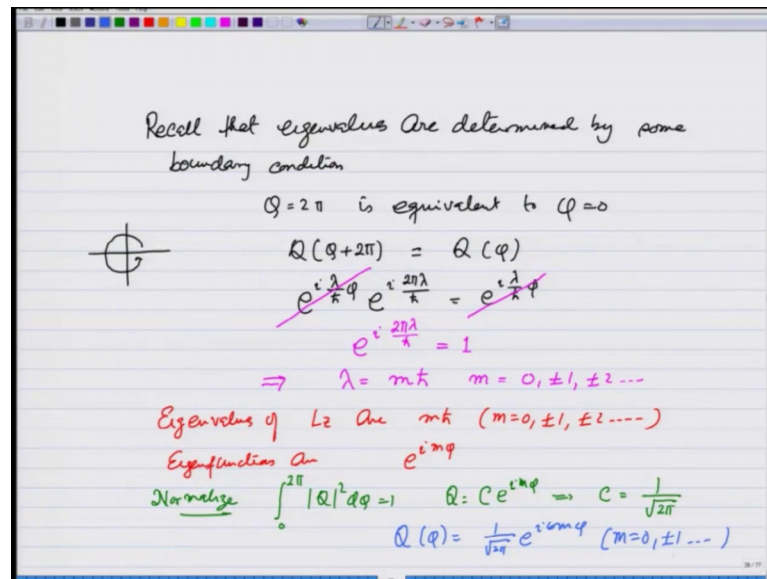 Recall that eigenvalues are determined by some
boundary condition
φ = 2π is equivalent to φ = 0
Q(φ+2π) = Q(φ)
e^{i λ/ħ φ} e^{i 2πλ/ħ} = e^{i λ/ħ φ}
e^{i 2πλ/ħ} = 1
⇒ λ = mħ m = 0, ±1, ±2 ---
Eigenvalues of Lz are mħ (m=0, ±1, ±2 ----)
Eigenfunctions are e^{imφ}
Normalize ∫_0^{2π} |Q|² dφ = 1 Q = C e^{imφ} ⇒ C = 1/√2π
Q(φ) = 1/√2π e^{imφ} (m=0, ±1 ---)